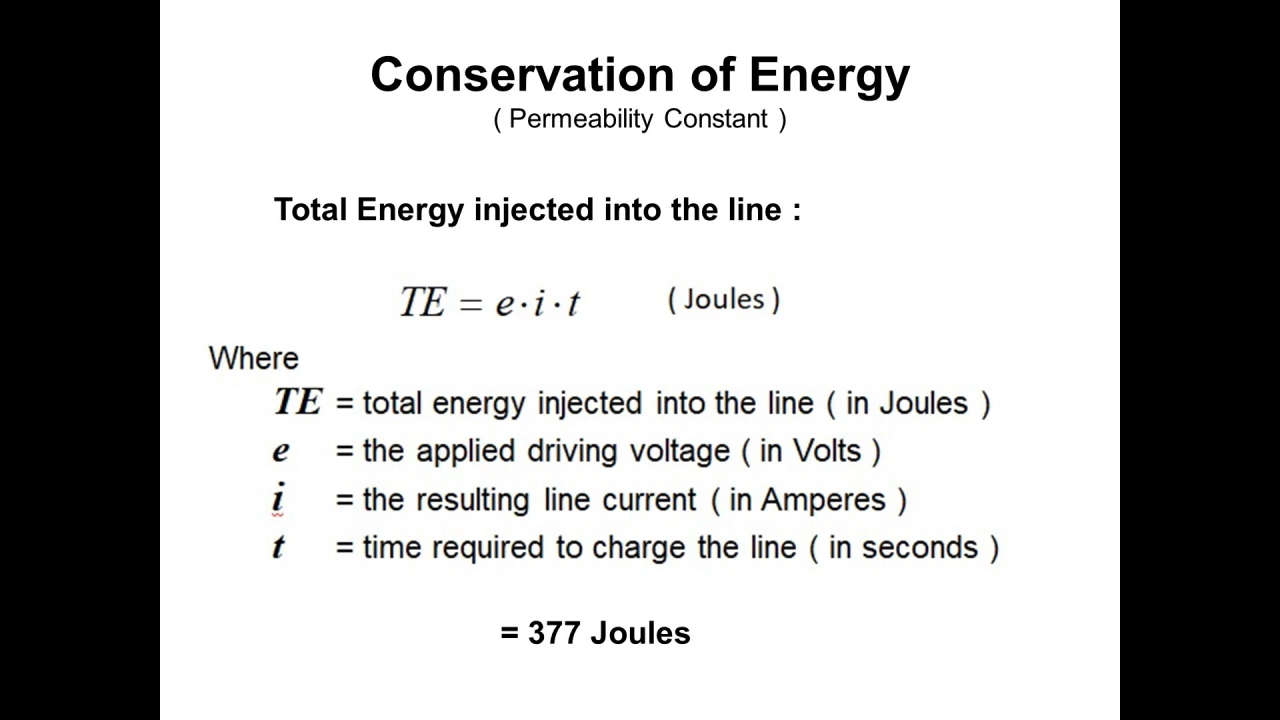 Conservation of Energy
( Permeability Constant )
Total Energy injected into the line :
TE = e · i · t ( Joules )
Where
TE = total energy injected into the line ( in Joules )
e = the applied driving voltage ( in Volts )
i = the resulting line current ( in Amperes )
t = time required to charge the line ( in seconds )
= 377 Joules